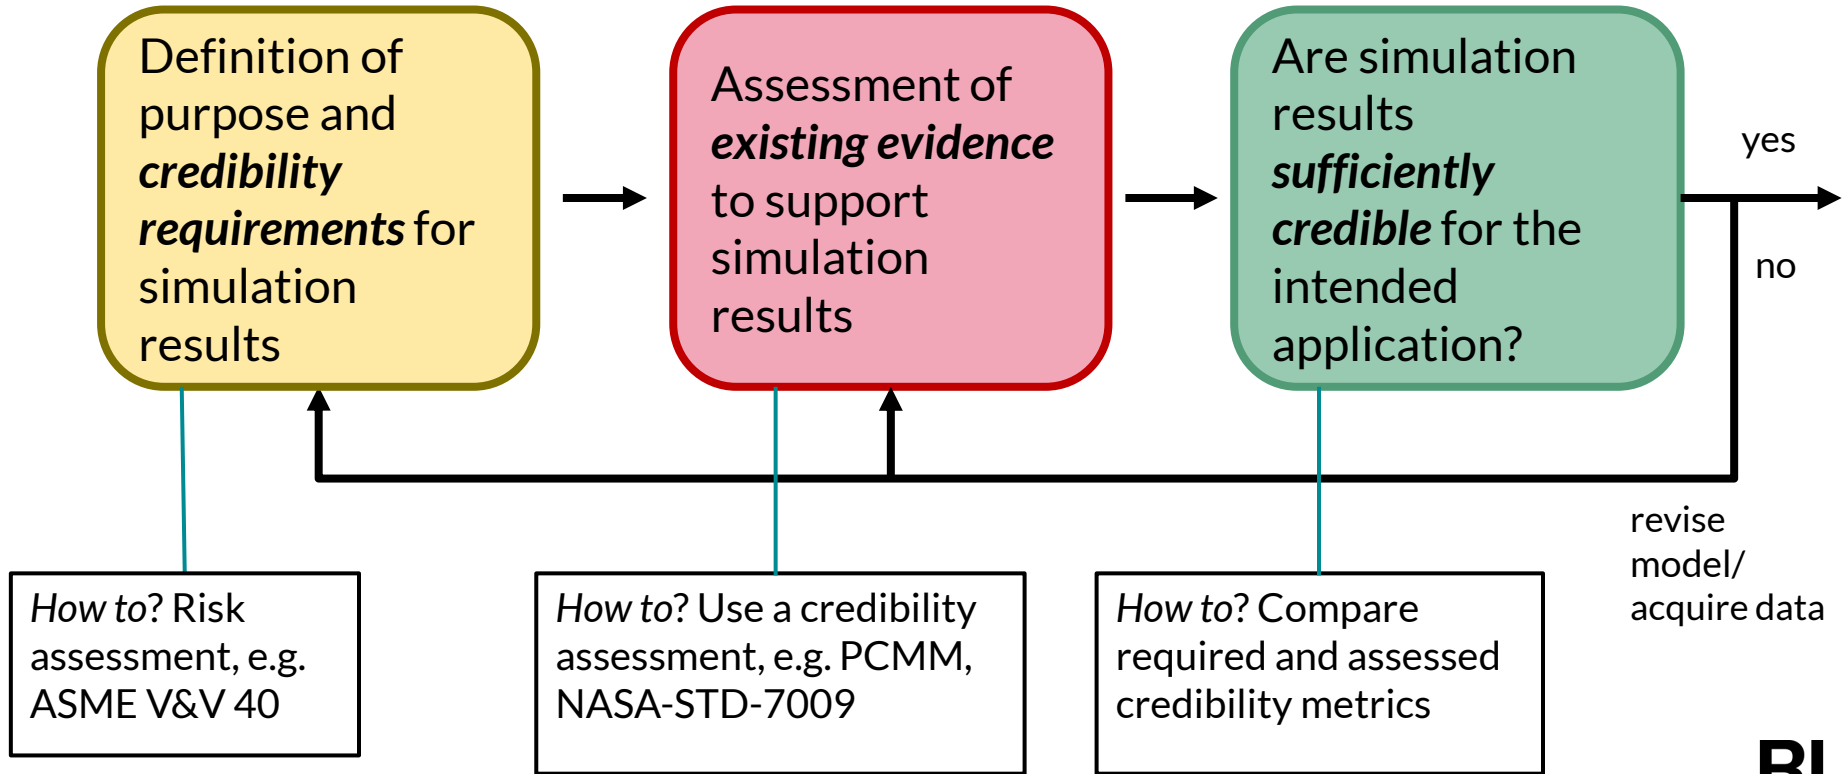 Definition of
purpose and
credibility
requirements for
simulation
results
Assessment of
existing evidence
to support
simulation
results
Are simulation
results
sufficiently
credible for the
intended
application?
yes
no
revise
model/
acquire data
How to? Risk
assessment, e.g.
ASME V&V 40
How to? Use a credibility
assessment, e.g. PCMM,
NASA-STD-7009
How to? Compare
required and assessed
credibility metrics